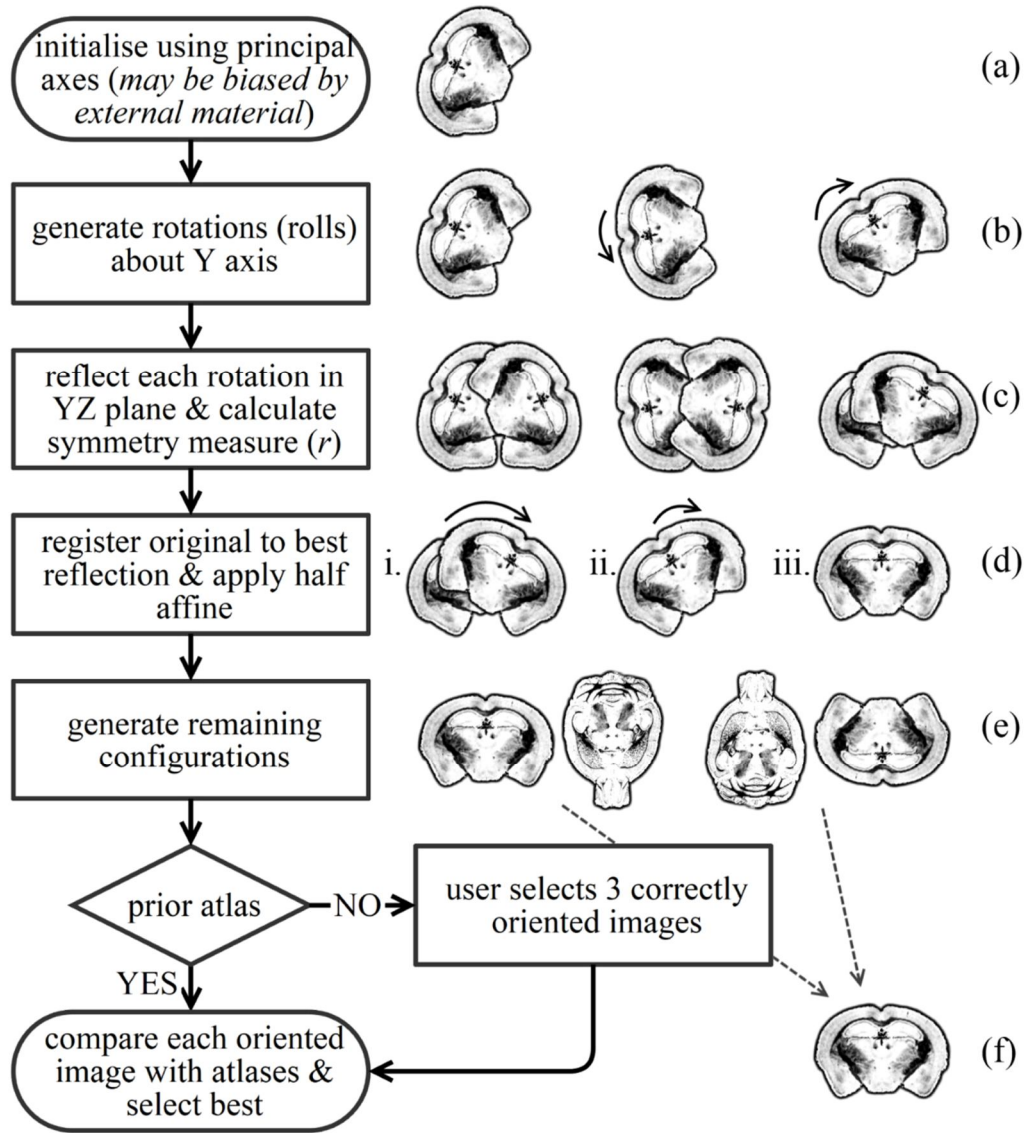 initialise using principal
axes (may be biased by
external material)
(a)
generate rotations (rolls)
about Y axis
(b)
reflect each rotation in
YZ plane & calculate
symmetry measure (r)
(c)
register original to best
reflection & apply half
affine
i.
ii.
iii.
(d)
generate remaining
configurations
(e)
prior atlas
NO
user selects 3 correctly
oriented images
YES
compare each oriented
image with atlases &
select best
(f)